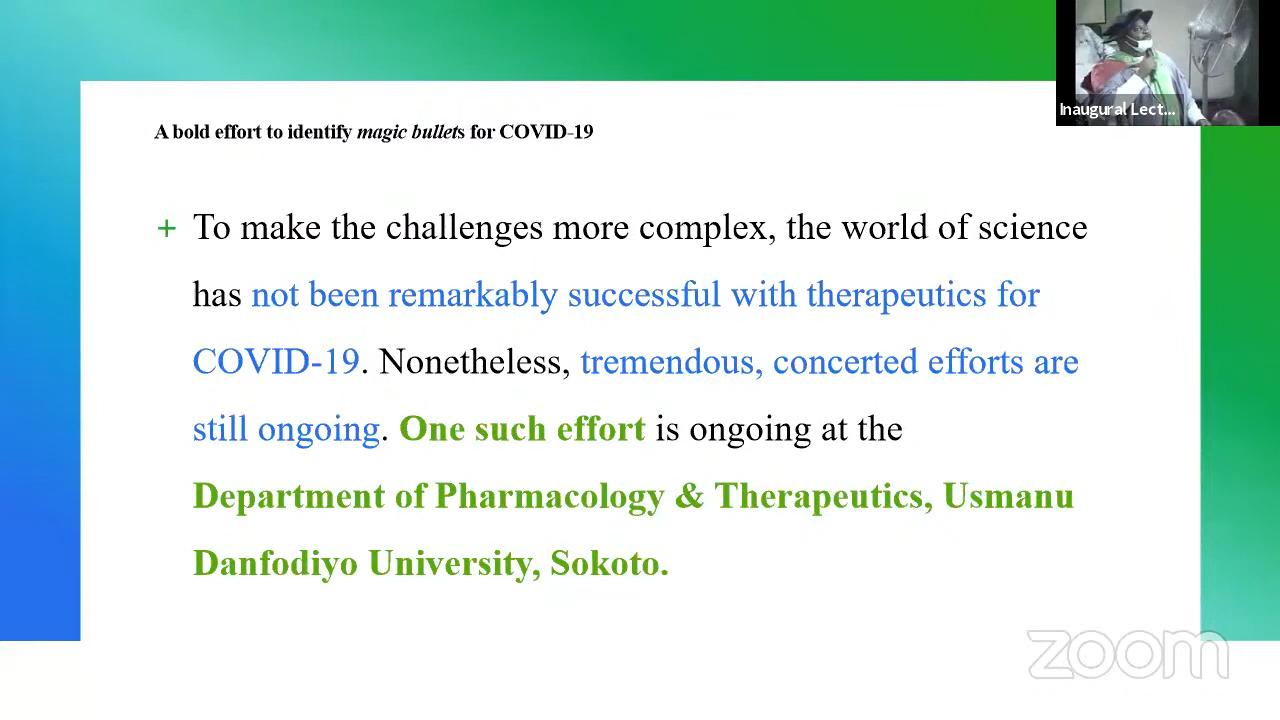 Inaugural Lect...
A bold effort to identify magic bullets for COVID-19
+ To make the challenges more complex, the world of science
has not been remarkably successful with therapeutics for
COVID-19. Nonetheless, tremendous, concerted efforts are
still ongoing. One such effort is ongoing at the
Department of Pharmacology & Therapeutics, Usmanu
Danfodiyo University, Sokoto.
zoom